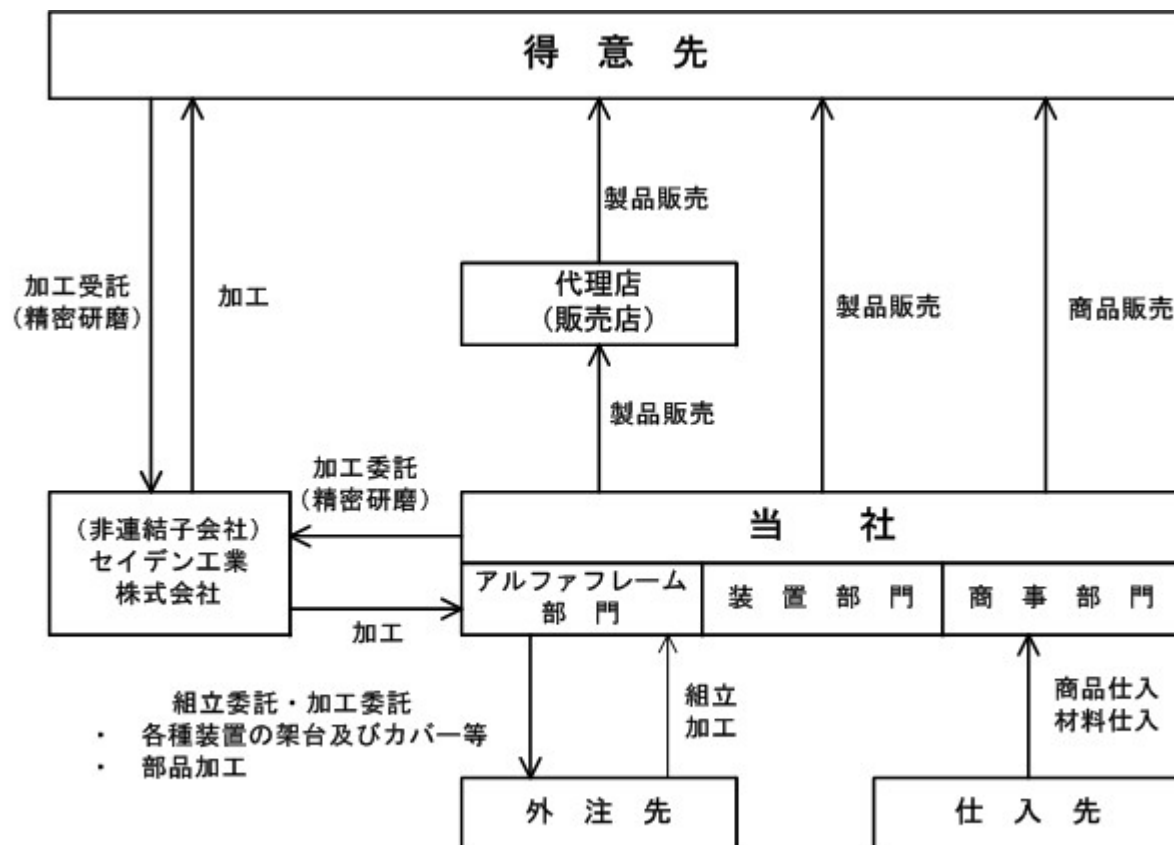 得意先
製品販売
加工受託
(精密研磨)
加工
代理店
(販売店)
製品販売
商品販売
製品販売
加工委託
(精密研磨)
(非連結子会社)
セイデン工業
株式会社
当社
アルファフレーム
部門
装置部門
商事部門
加工
組立委託・加工委託
・ 各種装置の架台及びカバー等
・ 部品加工
組立
加工
商品仕入
材料仕入
外注先
仕入先